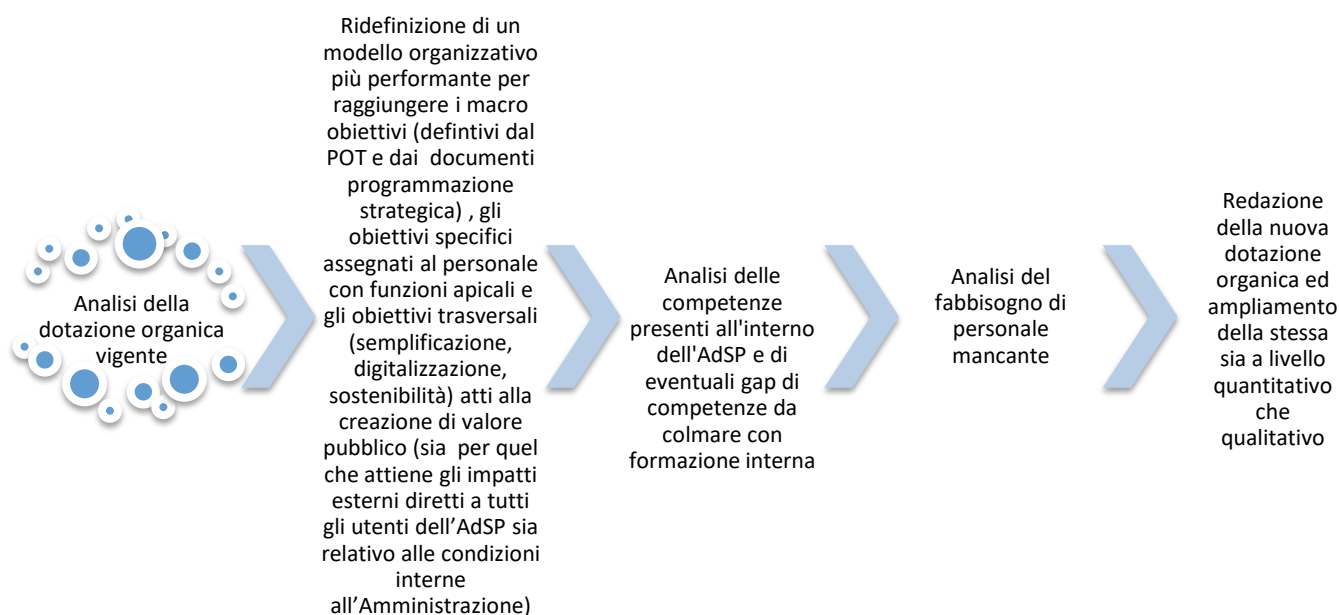 Analisi della
dotazione organica
vigente
Ridefinizione di un
modello organizzativo
più performante per
raggiungere i macro
obiettivi (defintivi dal
POT e dai  documenti
programmazione
strategica) , gli
obiettivi specifici
assegnati al personale
con funzioni apicali e
gli obiettivi trasversali
(semplificazione,
digitalizzazione,
sostenibilità) atti alla
creazione di valore
pubblico (sia  per quel
che attiene gli impatti
esterni diretti a tutti
gli utenti dell’AdSP sia
relativo alle condizioni
interne
all’Amministrazione)
Analisi delle
competenze
presenti all'interno
dell'AdSP e di
eventuali gap di
competenze da
colmare con
formazione interna
Analisi del
fabbisogno di
personale
mancante
Redazione
della nuova
dotazione
organica ed
ampliamento
della stessa
sia a livello
quantitativo
che
qualitativo